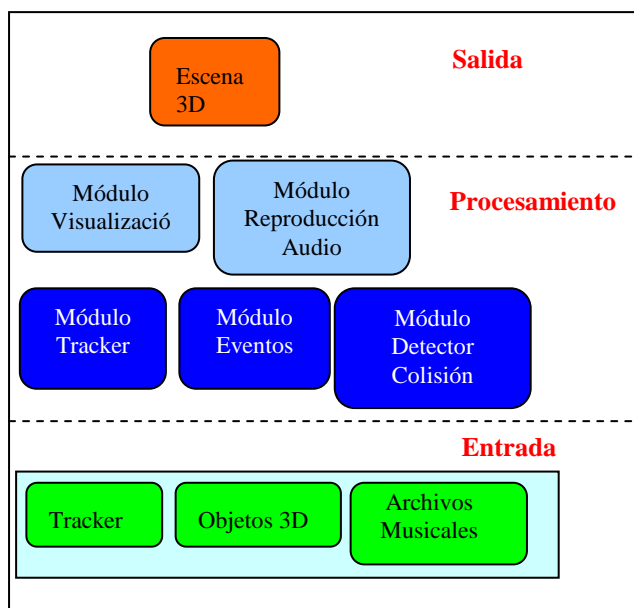 Salida
Escena
3D
Procesamiento
Módulo
Visualizació
Módulo
Reproducción
Audio
Módulo
Tracker
Módulo
Eventos
Módulo
Detector
Colisión
Entrada
Tracker
Objetos 3D
Archivos
Musicales